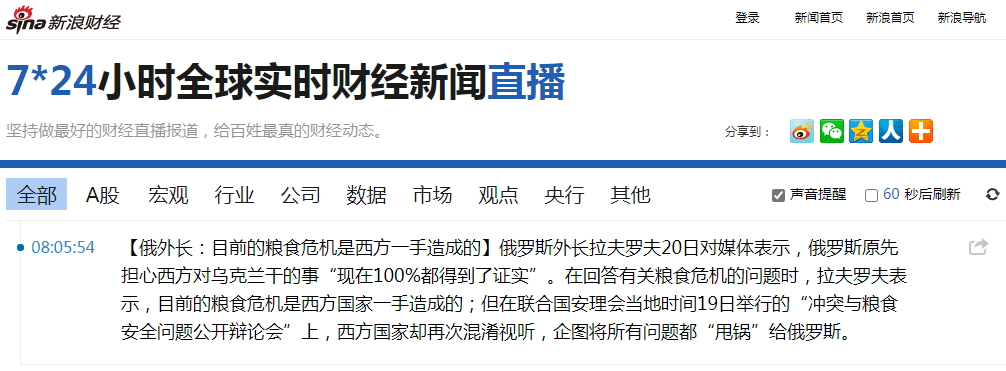 sina 新浪财经
登录 新闻首页 新浪首页 新浪导航
7*24小时全球实时财经新闻直播
坚持做最好的财经直播报道，给百姓最真的财经动态。
分享到：
全部 A股 宏观 行业 公司 数据 市场 观点 央行 其他
声音提醒 60 秒后刷新
08:05:54 【俄外长：目前的粮食危机是西方一手造成的】俄罗斯外长拉夫罗夫20日对媒体表示，俄罗斯原先
担心西方对乌克兰干的事“现在100%都得到了证实”。在回答有关粮食危机的问题时，拉夫罗夫表
示，目前的粮食危机是西方国家一手造成的；但在联合国安理会当地时间19日举行的“冲突与粮食
安全问题公开辩论会”上，西方国家却再次混淆视听，企图将所有问题都“甩锅”给俄罗斯。